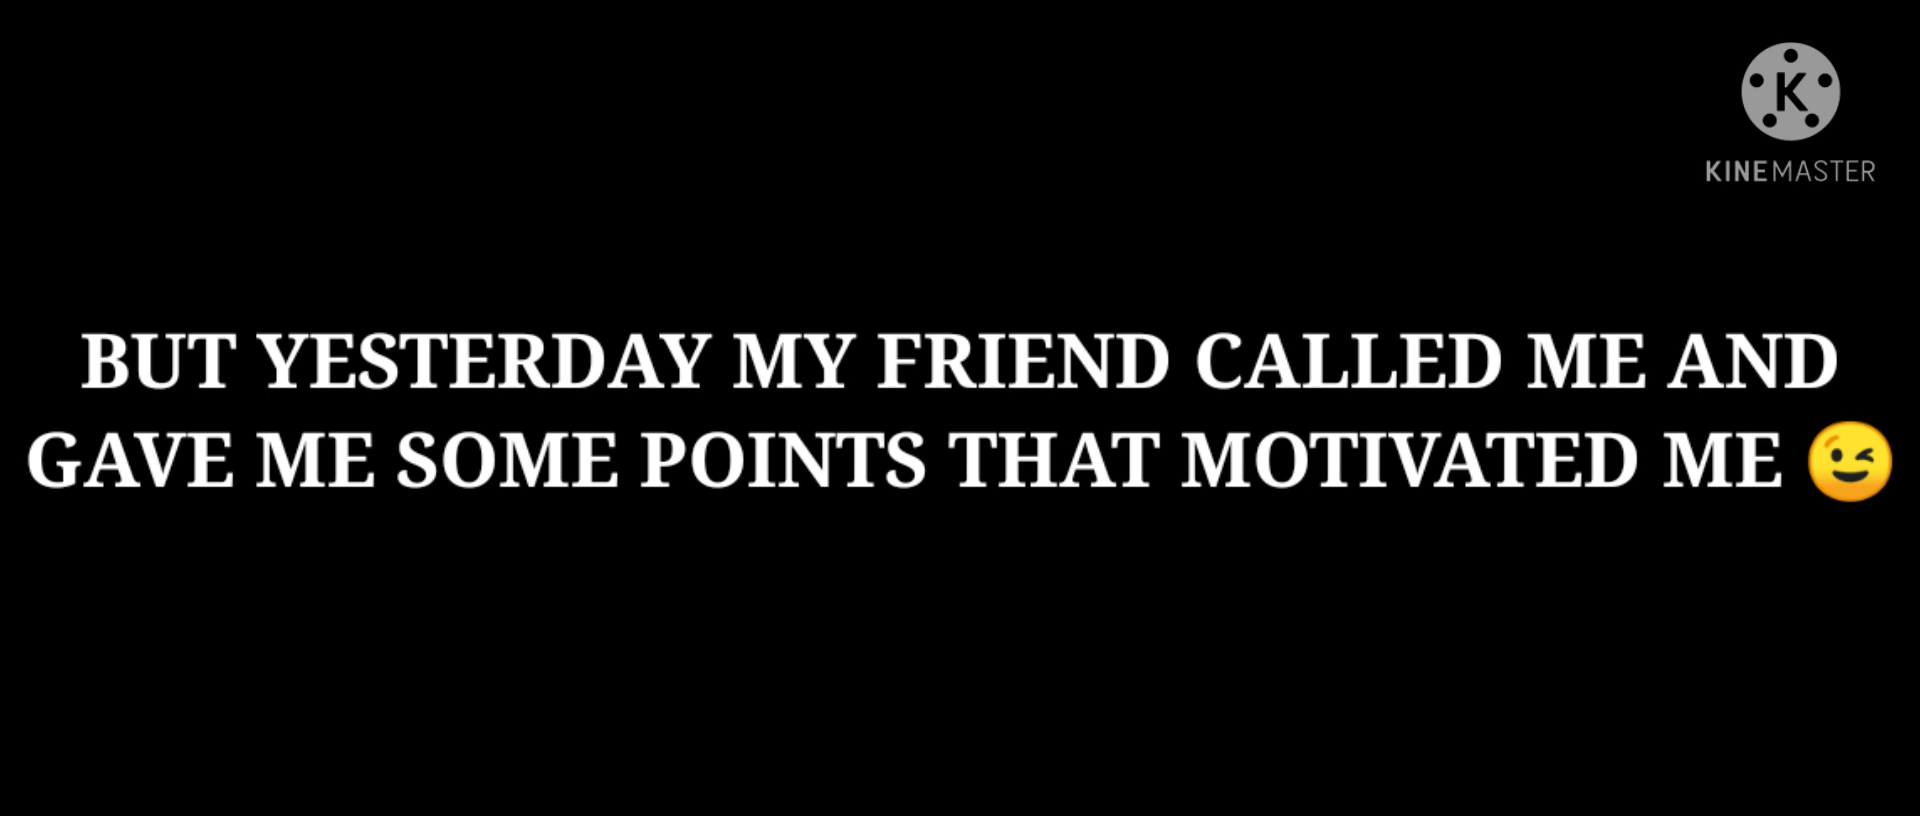 K
KINEMASTER
BUT YESTERDAY MY FRIEND CALLED ME AND
GAVE ME SOME POINTS THAT MOTIVATED ME 😉